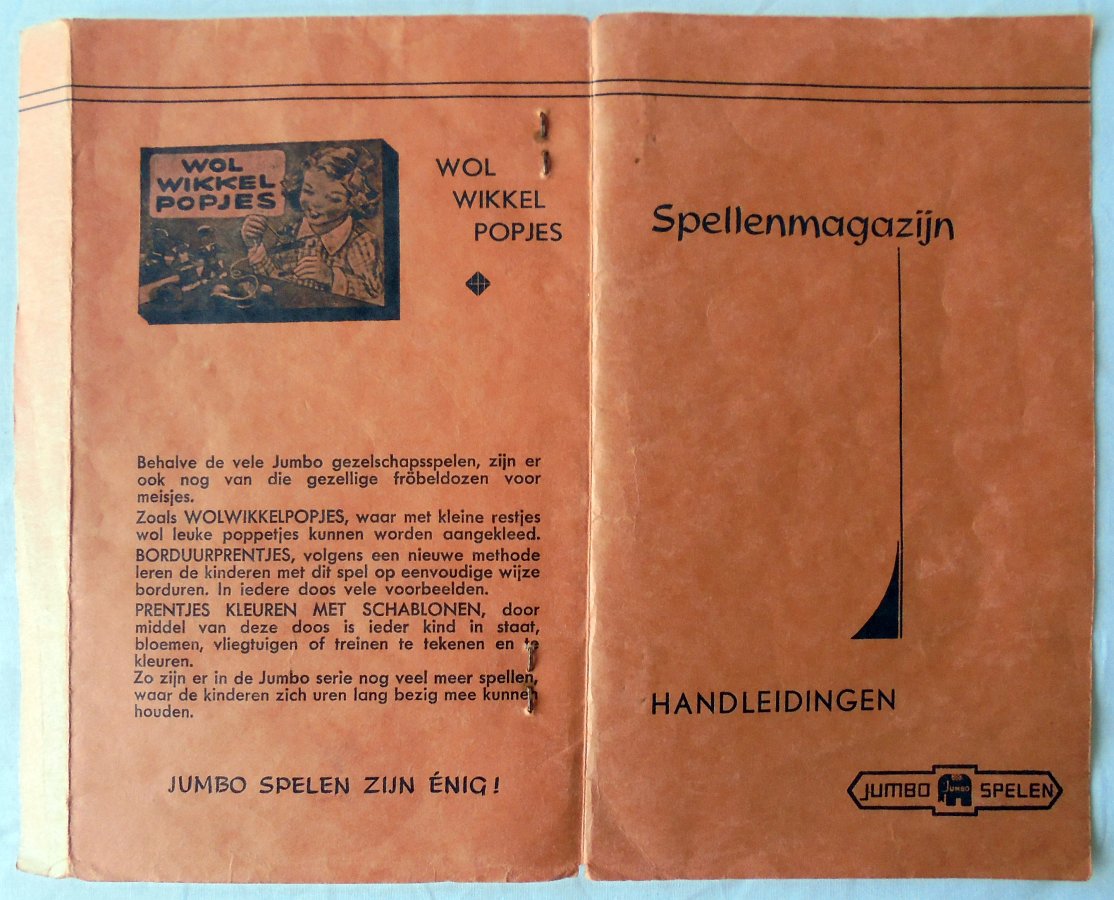 WOL
WIKKEL
POPJES
WOL
WIKKEL
POPJES
Behalve de vele Jumbo gezelschapsspelen, zijn er
ook nog van die gezellige fröbeldozen voor
meisjes.
Zoals WOLWIKKELPOPJES, waar met kleine restjes
wol leuke poppetjes kunnen worden aangekleed.
BORDUURPRENTJES, volgens een nieuwe methode
leren de kinderen met dit spel op eenvoudige wijze
borduren. In iedere doos vele voorbeelden.
PRENTJES KLEUREN MET SCHABLONEN, door
middel van deze doos is ieder kind in staat,
bloemen, vliegtuigen of treinen te tekenen en te
kleuren.
Zo zijn er in de Jumbo serie nog veel meer spellen,
waar de kinderen zich uren lang bezig mee kunnen
houden.
JUMBO SPELEN ZIJN ÉNIG!
Spellenmagazijn
HANDLEIDINGEN
JUMBO JUMBO SPELEN